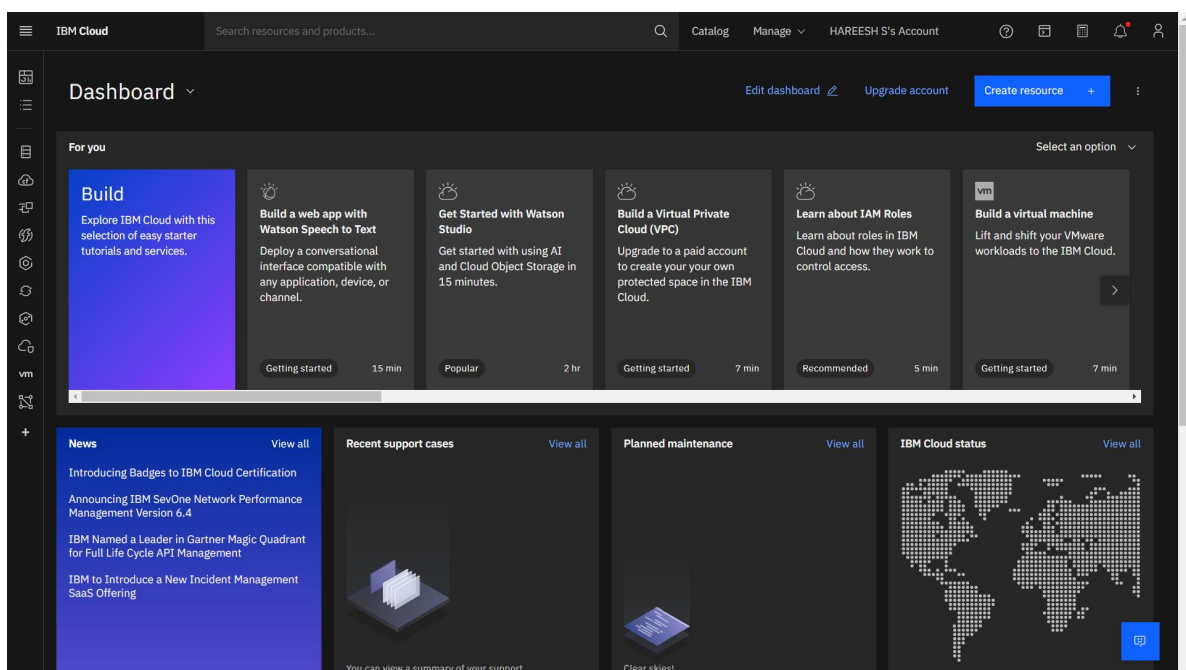 IBM Cloud
Search resources and products...
Catalog
Manage
HAREESH S's Account
Dashboard
Edit dashboard
Upgrade account
Create resource +
For you
Select an option
Build
Explore IBM Cloud with this
selection of easy starter
tutorials and services.
Build a web app with
Watson Speech to Text
Deploy a conversational
interface compatible with
any application, device, or
channel.
Getting started
15 min
Get Started with Watson
Studio
Get started with using AI
and Cloud Object Storage in
15 minutes.
Popular
2 hr
Build a Virtual Private
Cloud (VPC)
Upgrade to a paid account
to create your your own
protected space in the IBM
Cloud.
Getting started
7 min
Learn about IAM Roles
Learn about roles in IBM
Cloud and how they work to
control access.
Recommended
5 min
vm
Build a virtual machine
Lift and shift your VMware
workloads to the IBM Cloud.
Getting started
7 min
vm
News
View all
Introducing Badges to IBM Cloud Certification
Announcing IBM SevOne Network Performance
Management Version 6.4
IBM Named a Leader in Gartner Magic Quadrant
for Full Life Cycle API Management
IBM to Introduce a New Incident Management
SaaS Offering
Recent support cases
View all
You can view a summary of your support
Planned maintenance
View all
Clear skies!
IBM Cloud status
View all